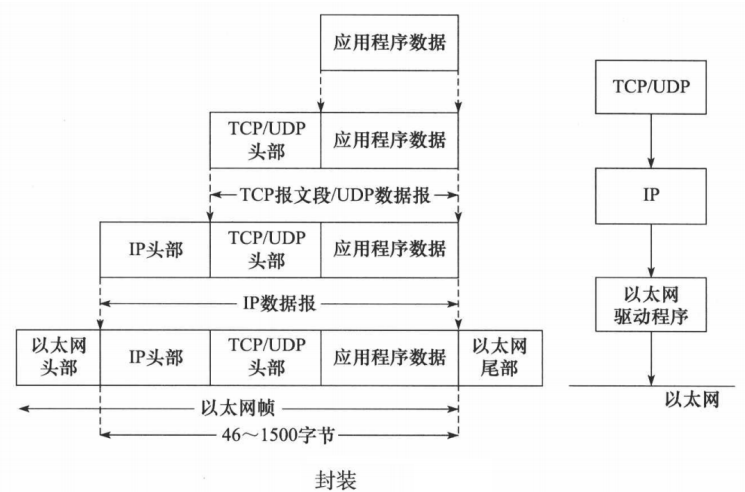 应用程序数据
TCP/UDP
头部
应用程序数据
TCP报文段/UDP数据报
IP头部
TCP/UDP
头部
应用程序数据
IP数据报
以太网
头部
IP头部
TCP/UDP
头部
应用程序数据
以太网
尾部
以太网帧
46～1500字节
TCP/UDP
IP
以太网
驱动程序
以太网
封装